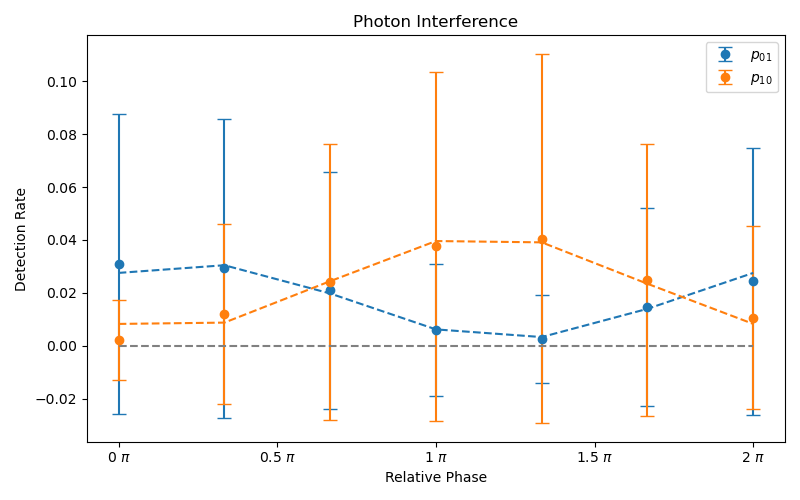 Photon Interference
p01
p10
0.10
0.08
0.06
0.04
0.02
0.00
−0.02
Detection Rate
0 π
0.5 π
1 π
1.5 π
2 π
Relative Phase